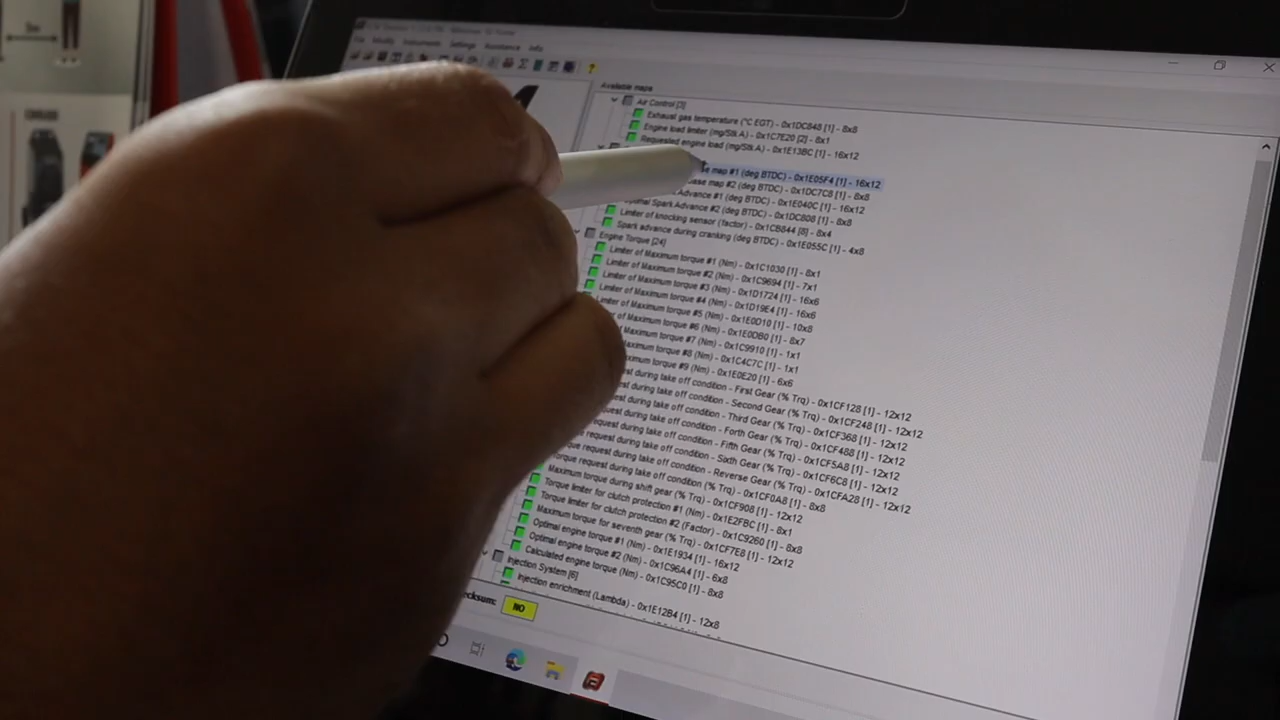 5m
File Modify Instruments Settings Assistance Info
Available maps
Air Control [3]
Exhaust gas temperature (°C EGT) - 0x1DC848 [1] - 8x8
Engine load limiter (mg/Stk.A) - 0x1C7E20 [2] - 8x1
Requested engine load (mg/Stk.A) - 0x1E13BC [1] - 16x12
map #1 (deg BTDC) - 0x1E05F4 [1] - 16x12
map #2 (deg BTDC) - 0x1DC7C8 [1] - 8x8
Advance #1 (deg BTDC) - 0x1E040C [1] - 16x12
Spark Advance #2 (deg BTDC) - 0x1DC808 [1] - 8x8
Limiter of knocking sensor (factor) - 0x1CB844 [8] - 8x4
Spark advance during cranking (deg BTDC) - 0x1E055C [1] - 4x8
Engine Torque [24]
Limiter of Maximum torque #1 (Nm) - 0x1C1030 [1] - 8x1
Limiter of Maximum torque #2 (Nm) - 0x1C9694 [1] - 7x1
Limiter of Maximum torque #3 (Nm) - 0x1D1724 [1] - 16x6
Limiter of Maximum torque #4 (Nm) - 0x1D19E4 [1] - 16x6
Limiter of Maximum torque #5 (Nm) - 0x1E0D10 [1] - 10x8
of Maximum torque #6 (Nm) - 0x1E0DB0 [1] - 8x7
of Maximum torque #7 (Nm) - 0x1C9910 [1] - 1x1
Maximum torque #8 (Nm) - 0x1C4C7C [1] - 1x1
torque #9 (Nm) - 0x1E0E20 [1] - 6x6
during take off condition - First Gear (% Trq) - 0x1CF128 [1] - 12x12
during take off condition - Second Gear (% Trq) - 0x1CF248 [1] - 12x12
during take off condition - Third Gear (% Trq) - 0x1CF368 [1] - 12x12
during take off condition - Forth Gear (% Trq) - 0x1CF488 [1] - 12x12
request during take off condition - Fifth Gear (% Trq) - 0x1CF5A8 [1] - 12x12
request during take off condition - Sixth Gear (% Trq) - 0x1CF6C8 [1] - 12x12
request during take off condition - Reverse Gear (% Trq) - 0x1CFA28 [1] - 12x12
torque request during take off condition (% Trq) - 0x1CF0A8 [1] - 8x8
Maximum torque during shift gear (% Trq) - 0x1CF908 [1] - 12x12
Torque limiter for clutch protection #1 (Nm) - 0x1E2FBC [1] - 8x1
Torque limiter for clutch protection #2 (Factor) - 0x1C9260 [1] - 8x8
Maximum torque for seventh gear (% Trq) - 0x1CF7E8 [1] - 12x12
Optimal engine torque #1 (Nm) - 0x1E1934 [1] - 16x12
Optimal engine torque #2 (Nm) - 0x1C96A4 [1] - 6x8
Calculated engine torque (Nm) - 0x1C95C0 [1] - 8x8
Injection System [6]
Injection enrichment (Lambda) - 0x1E12B4 [1] - 12x8
NO